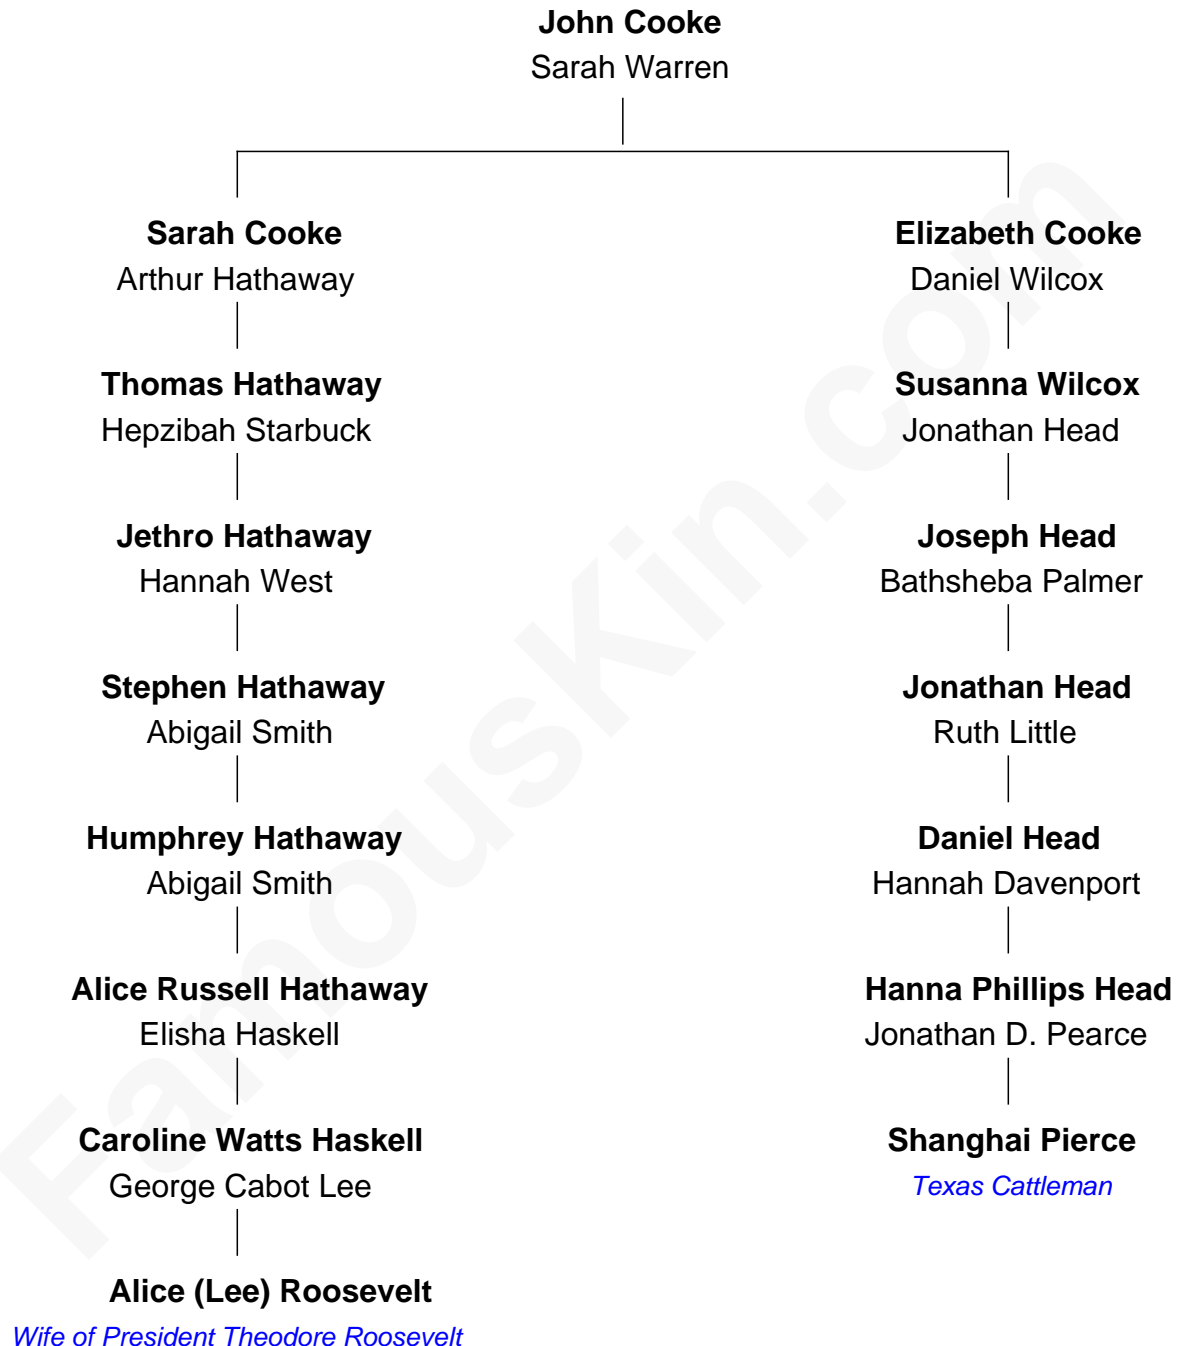 John Cooke
Sarah Warren
Sarah Cooke
Arthur Hathaway
Elizabeth Cooke
Daniel Wilcox
Thomas Hathaway
Hepzibah Starbuck
Susanna Wilcox
Jonathan Head
Jethro Hathaway
Hannah West
Joseph Head
Bathsheba Palmer
Stephen Hathaway
Abigail Smith
Jonathan Head
Ruth Little
Humphrey Hathaway
Abigail Smith
Daniel Head
Hannah Davenport
Alice Russell Hathaway
Elisha Haskell
Hanna Phillips Head
Jonathan D. Pearce
Caroline Watts Haskell
George Cabot Lee
Shanghai Pierce
Texas Cattleman
Alice (Lee) Roosevelt
Wife of President Theodore Roosevelt
FamousKin.com